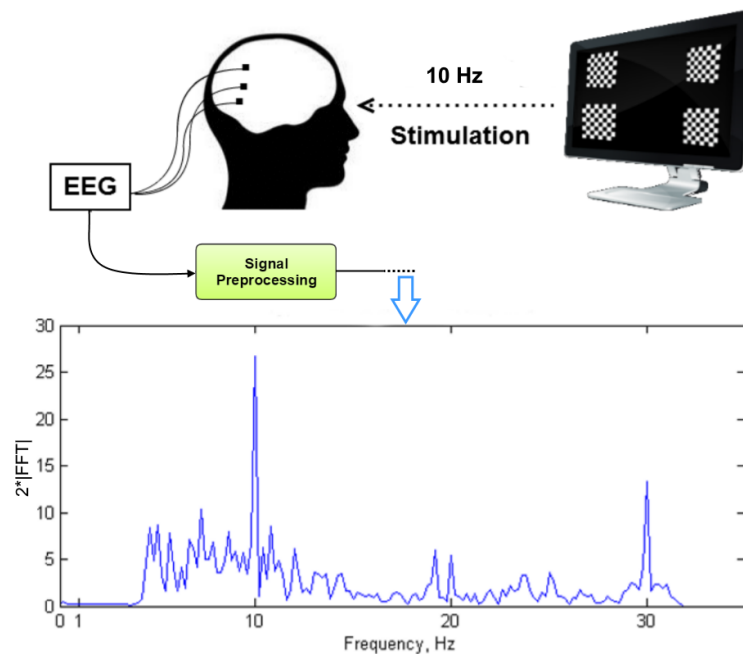 10 Hz
Stimulation
EEG
Signal
Preprocessing
30
25
20
15
10
5
0
2*|FFT|
0 1 10 20 30
Frequency, Hz